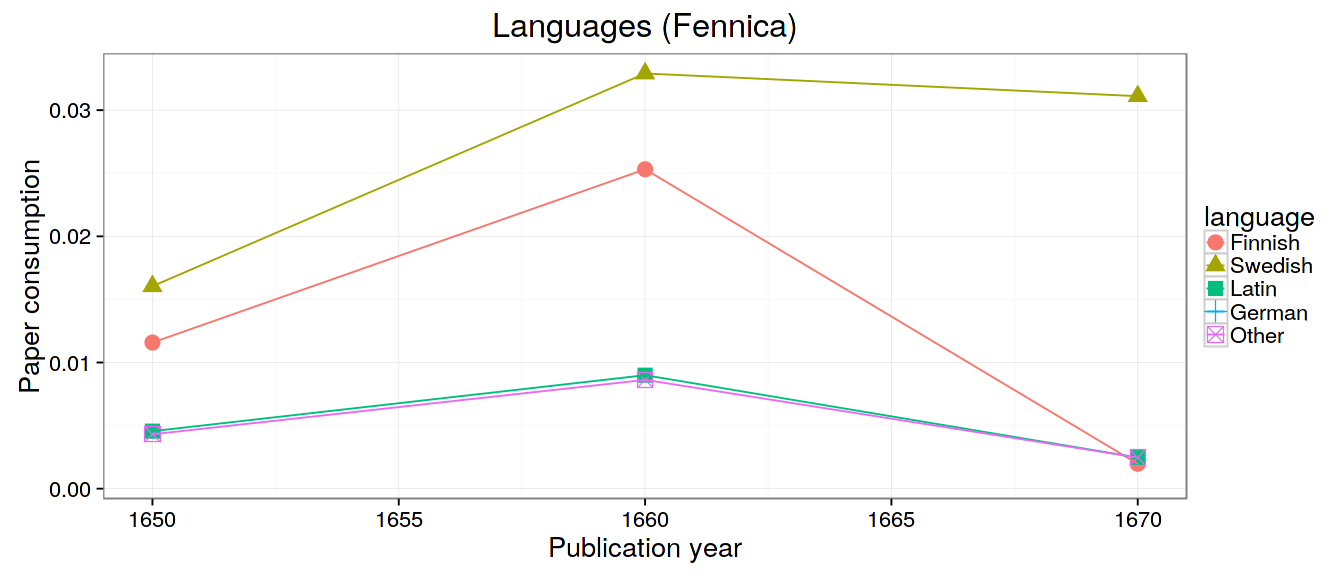 Languages (Fennica)
Paper consumption
0.03
0.02
0.01
0.00
1650 1655 1660 1665 1670
Publication year
language
Finnish
Swedish
Latin
German
Other